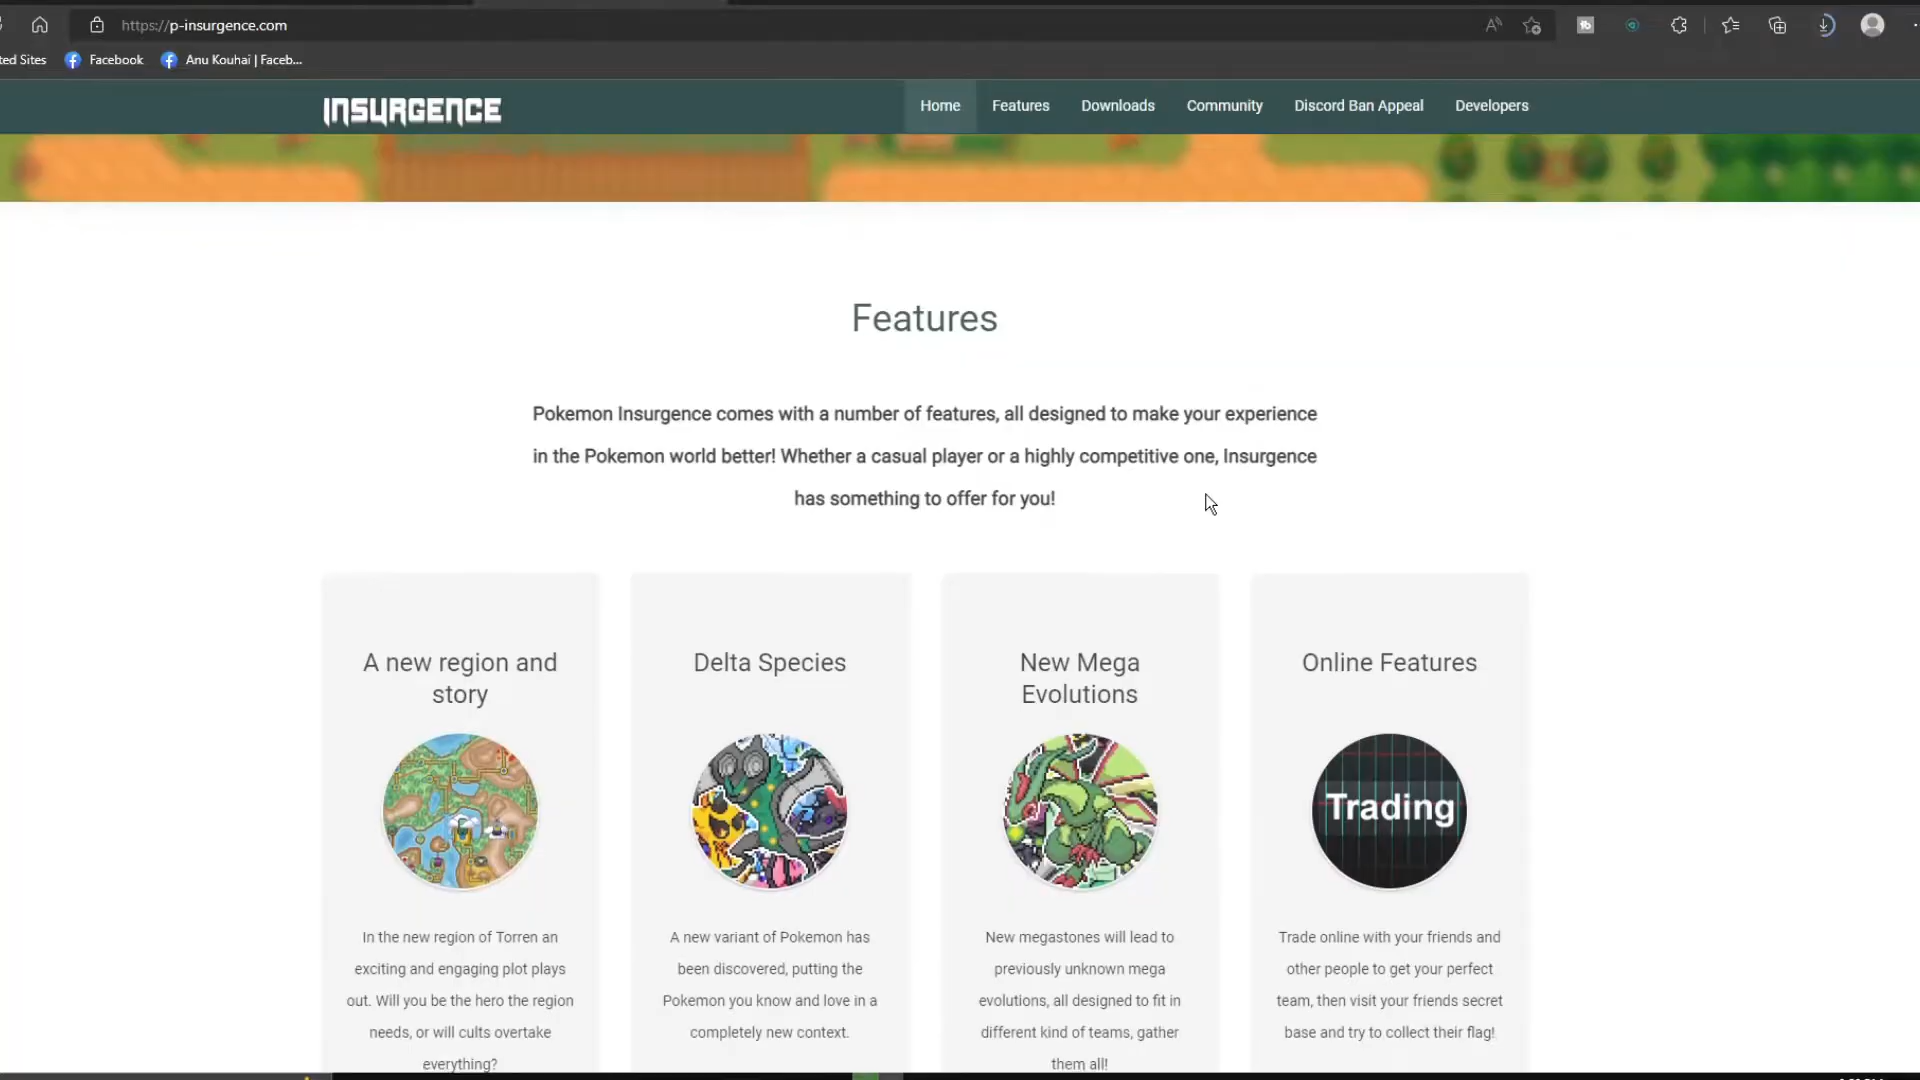 https://p-insurgence.com
ted Sites
Facebook
Anu Kouhai | Faceb...
INSURGENCE
Home
Features
Downloads
Community
Discord Ban Appeal
Developers
Features
Pokemon Insurgence comes with a number of features, all designed to make your experience
in the Pokemon world better! Whether a casual player or a highly competitive one, Insurgence
has something to offer for you!
A new region and
story
In the new region of Torren an
exciting and engaging plot plays
out. Will you be the hero the region
needs, or will cults overtake
everything?
Delta Species
A new variant of Pokemon has
been discovered, putting the
Pokemon you know and love in a
completely new context.
New Mega
Evolutions
New megastones will lead to
previously unknown mega
evolutions, all designed to fit in
different kind of teams, gather
them all!
Online Features
Trading
Trade online with your friends and
other people to get your perfect
team, then visit your friends secret
base and try to collect their flag!